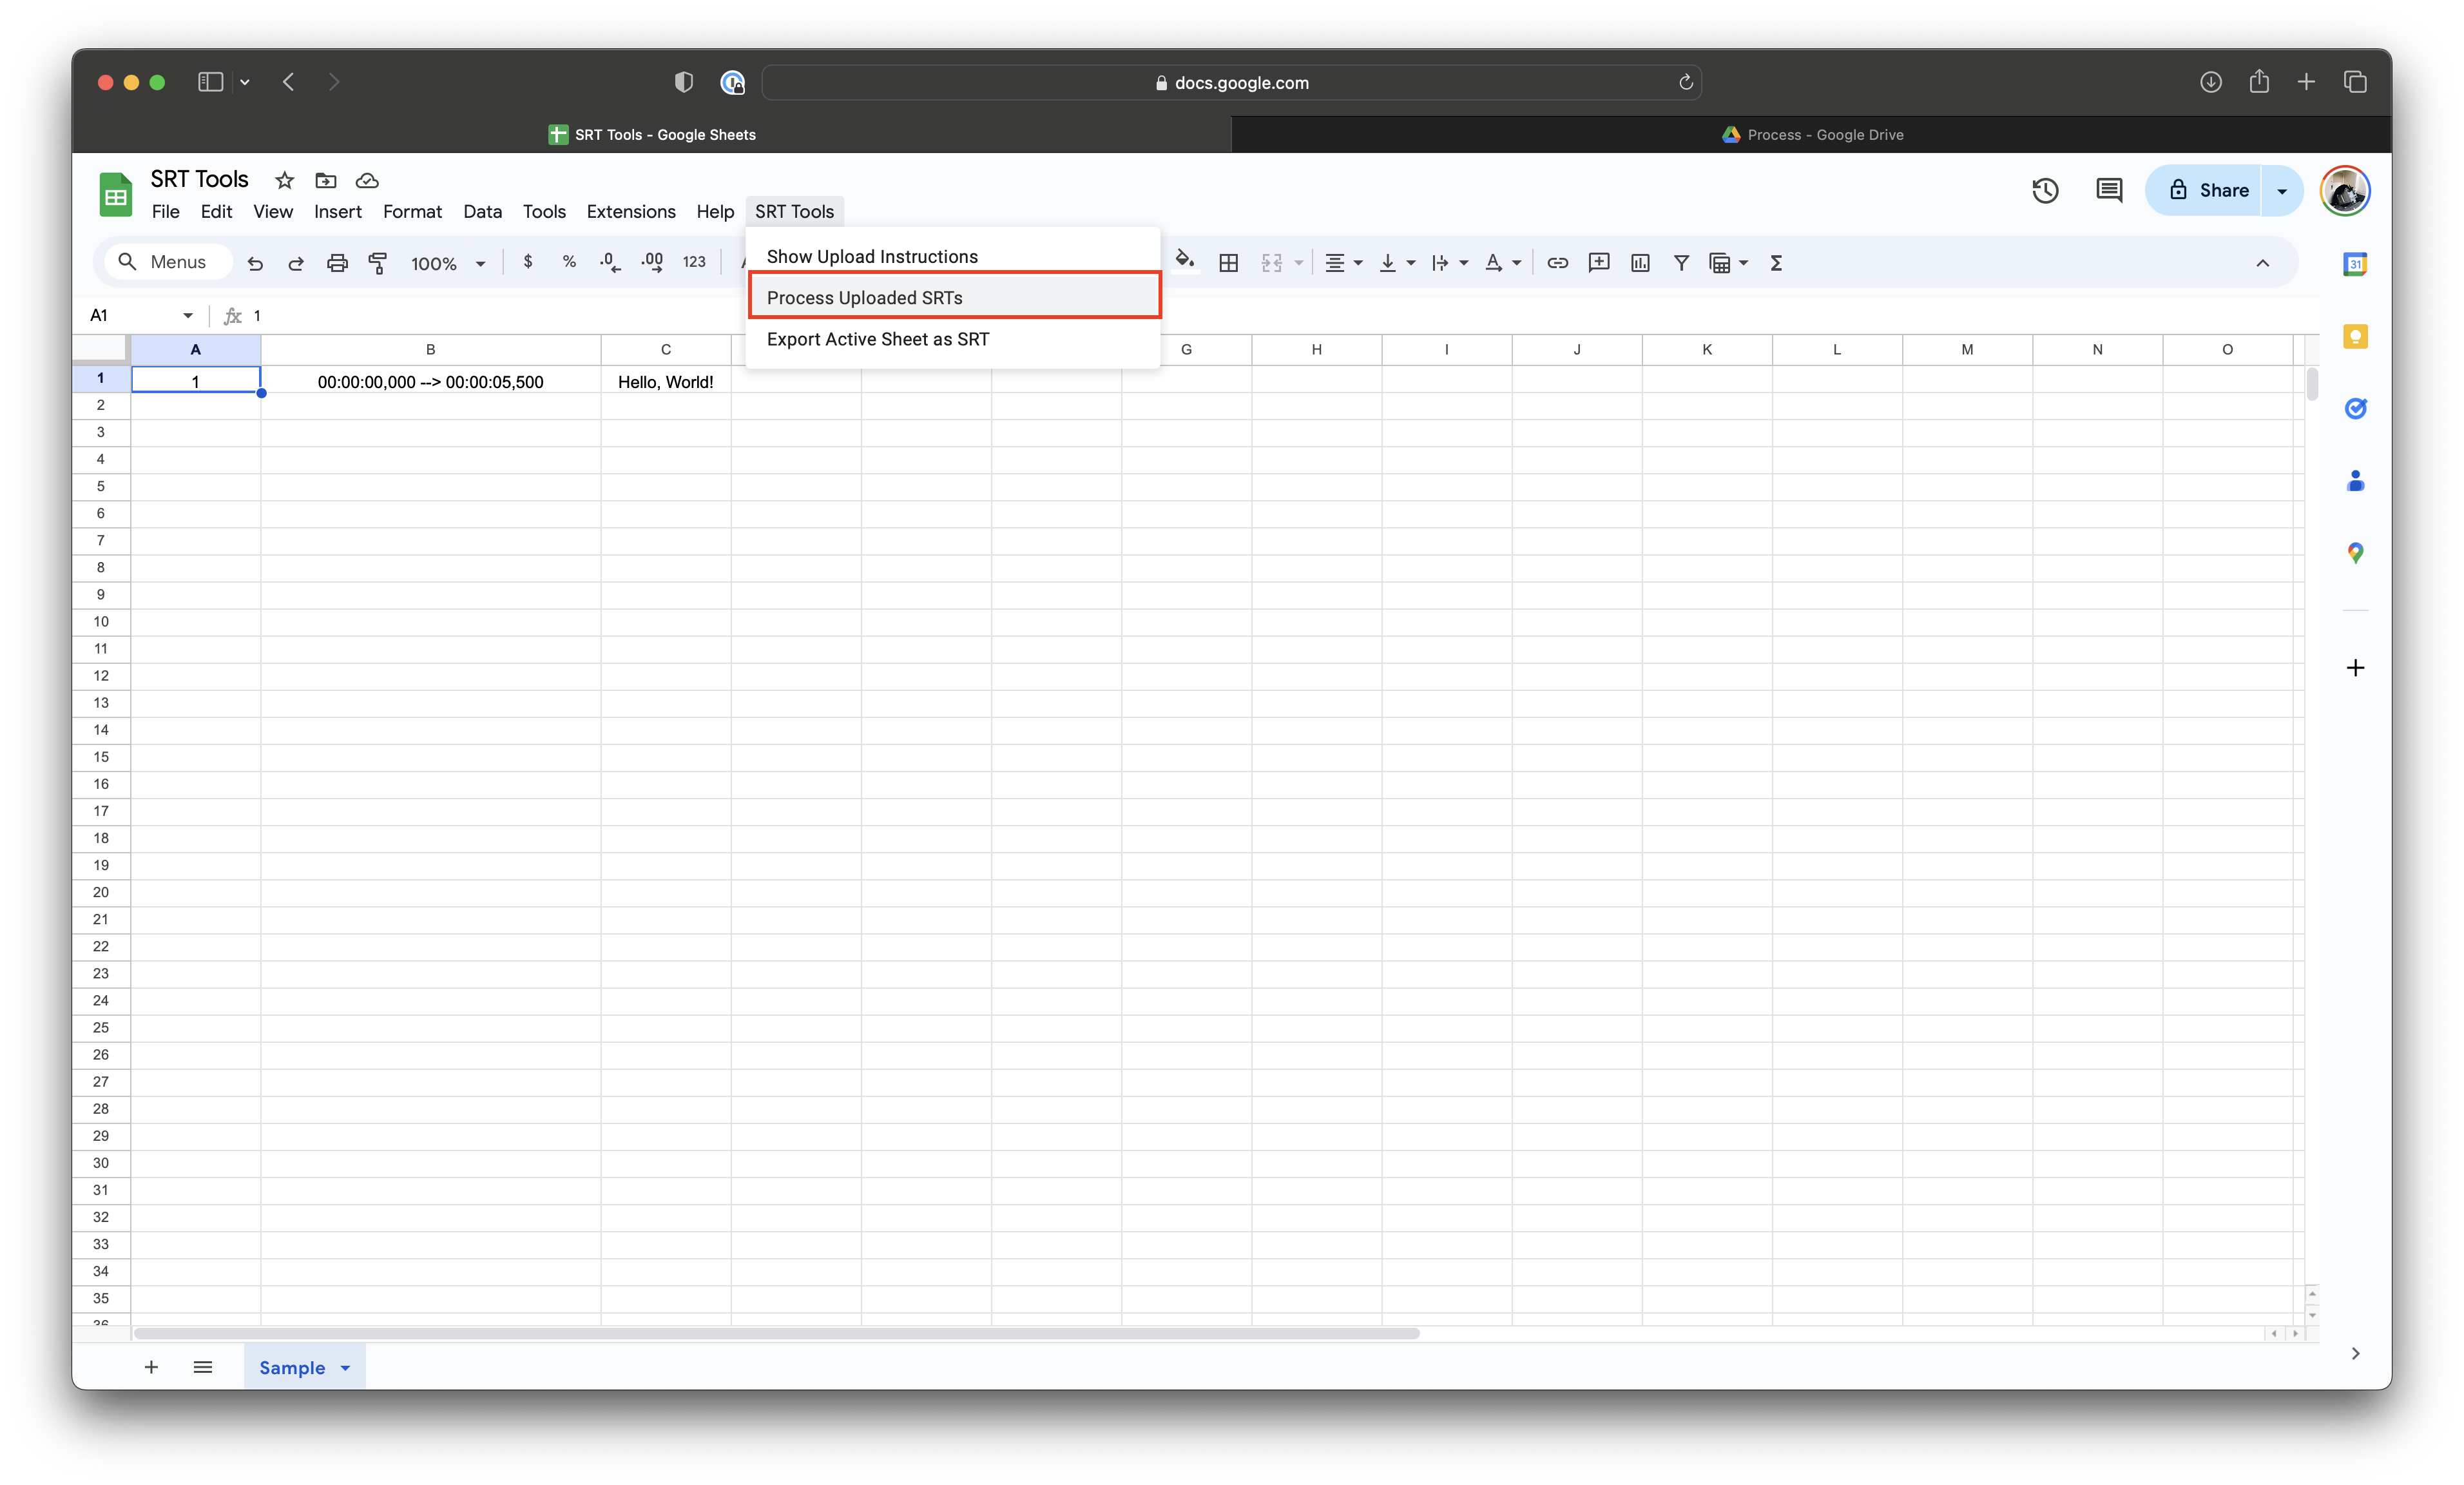 docs.google.com
SRT Tools - Google Sheets
Process - Google Drive
SRT Tools
File Edit View Insert Format Data Tools Extensions Help SRT Tools
Share
Show Upload Instructions
Process Uploaded SRTs
Export Active Sheet as SRT
Menus
100%
$ % .0 .00 123
31
A1
fx 1
A B C G H I J K L M N O
1 1 00:00:00,000 --> 00:00:05,500 Hello, World!
2
3
4
5
6
7
8
9
10
11
12
13
14
15
16
17
18
19
20
21
22
23
24
25
26
27
28
29
30
31
32
33
34
35
36
Sample